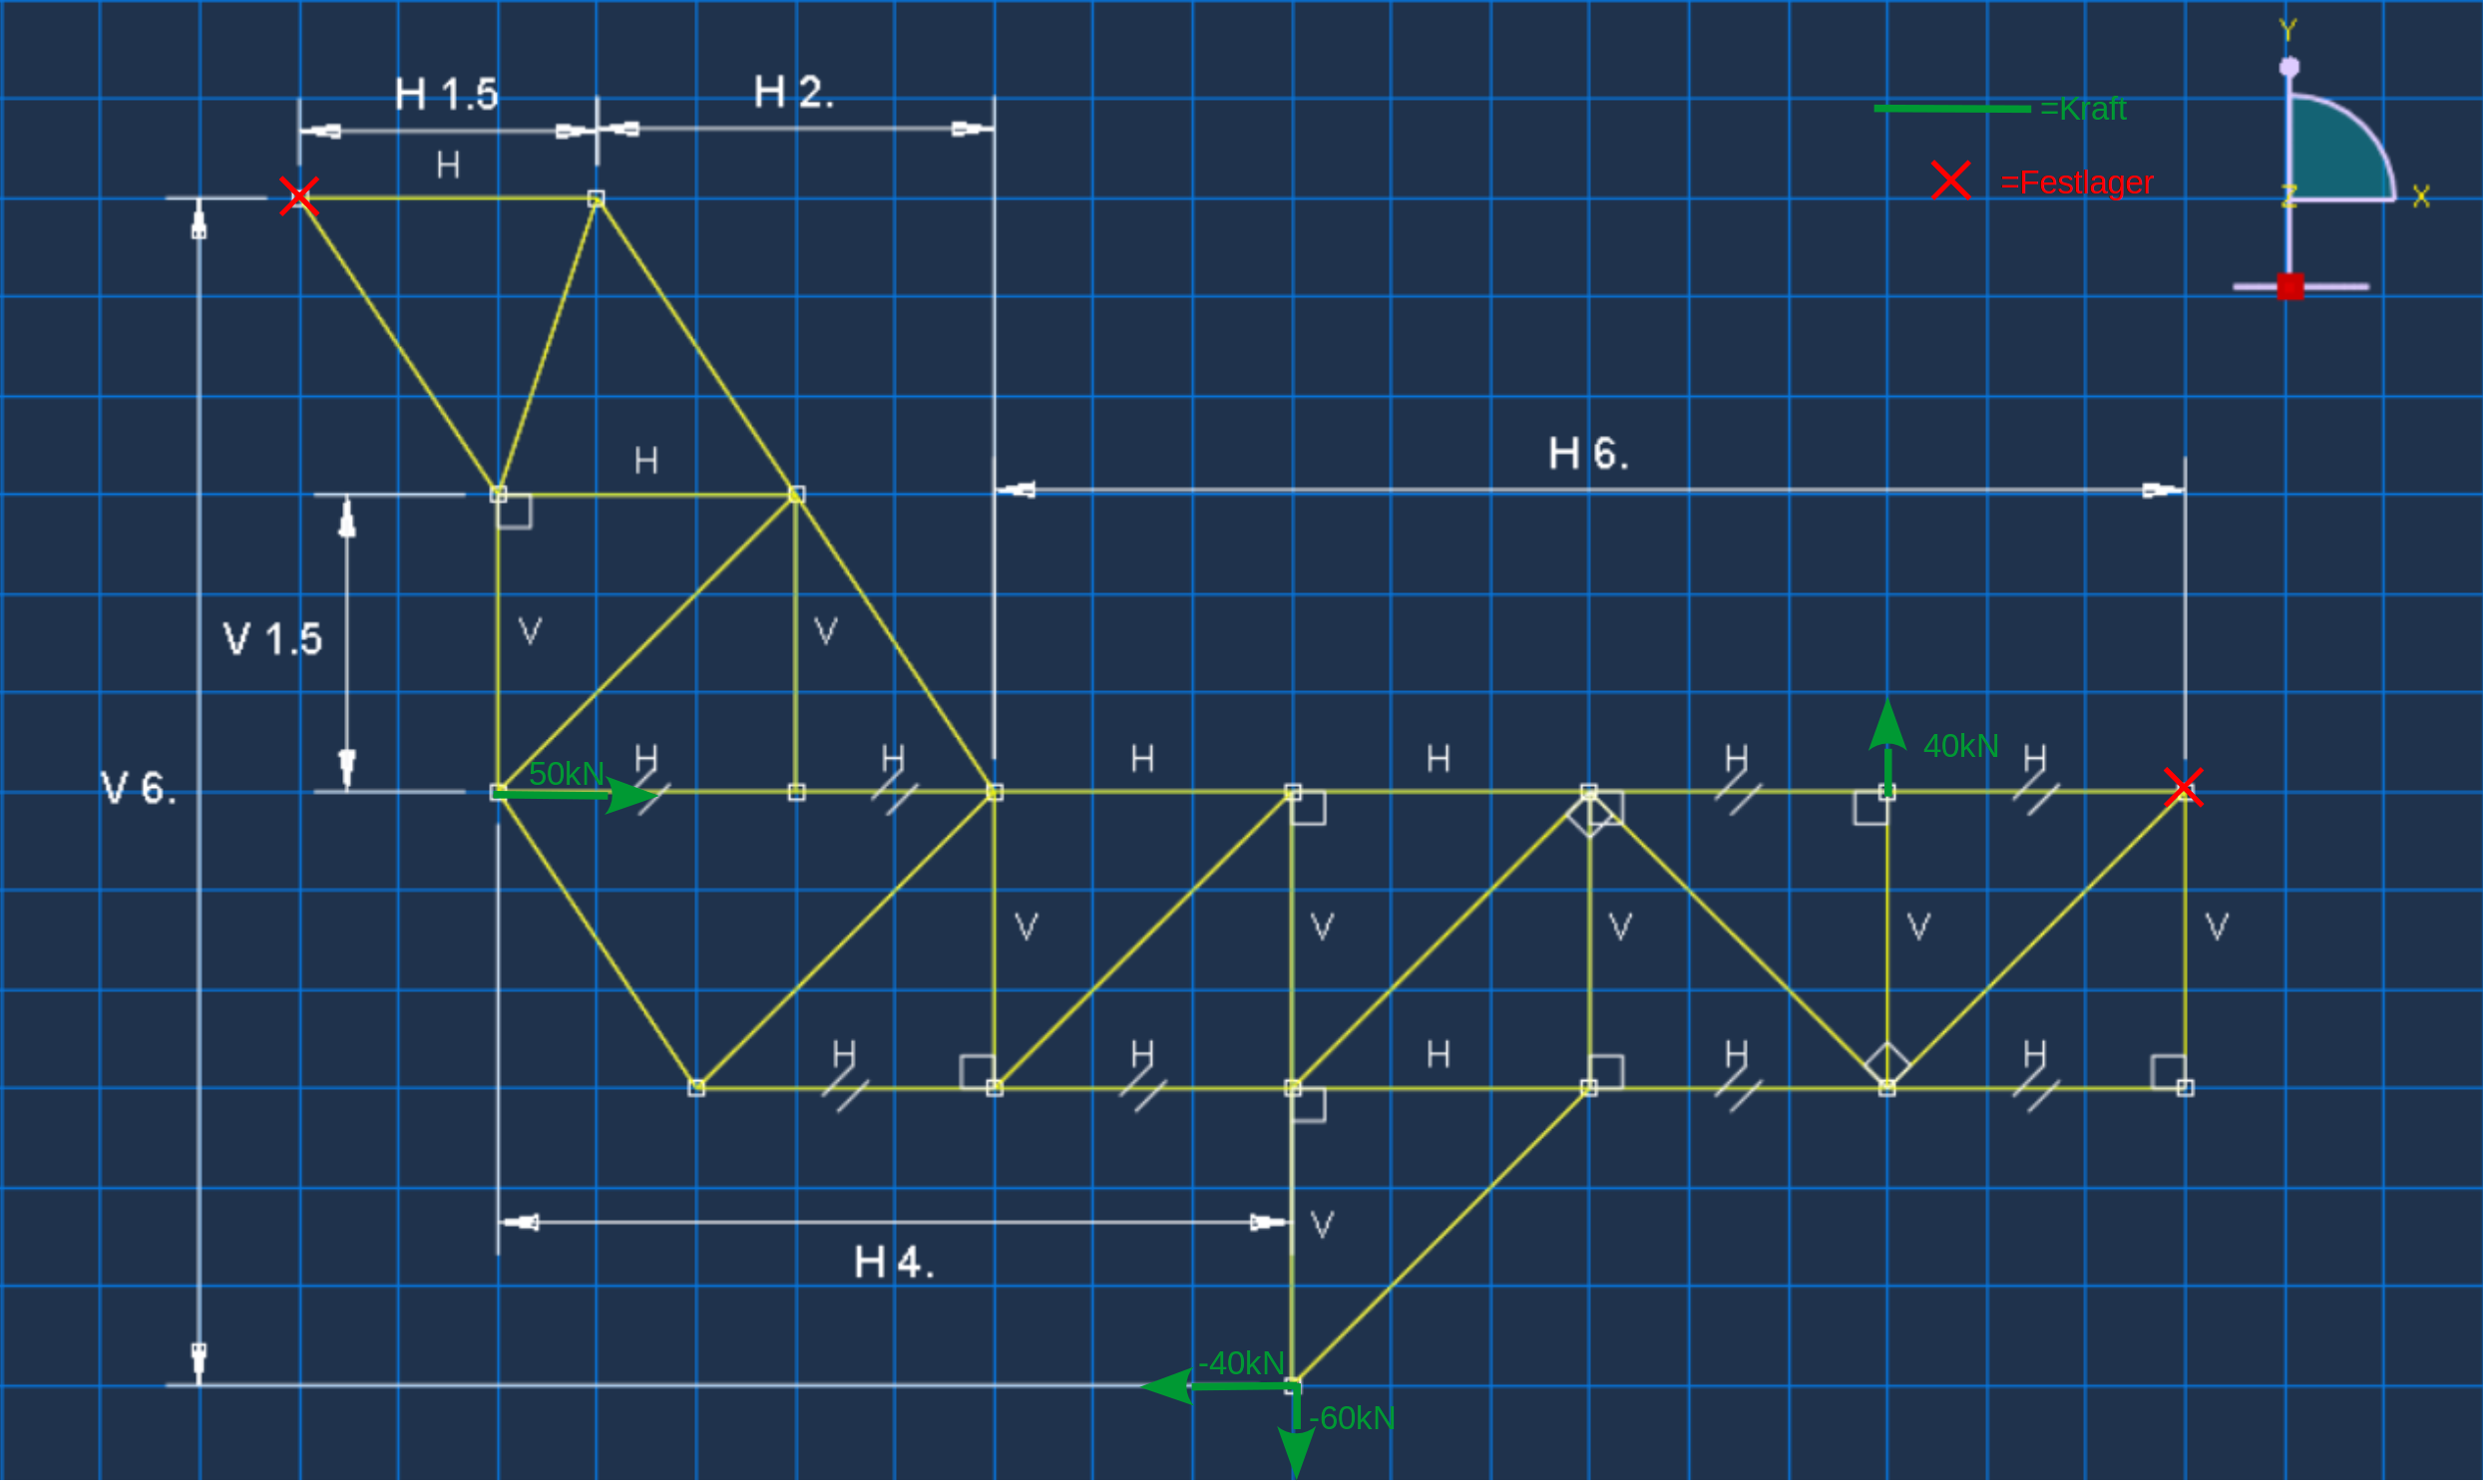 Y
H 1.5
H 2.
=Kraft
H
=Festlager
Z
X
H
H 6.
V 1.5
V
V
H
H
H
H
H
H
50kN
40kN
V 6.
V
V
V
V
V
H
H
H
H
H
V
H 4.
-40kN
-60kN